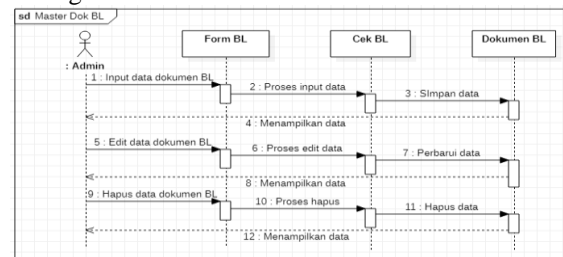 sd Master Dok BL
Form BL
Cek BL
Dokumen BL
: Admin
1 : Input data dokumen BL
2 : Proses input data
3 : SImpan data
4 : Menampilkan data
5 : Edit data dokumen BL
6 : Proses edit data
7 : Perbarui data
8 : Menampilkan data
9 : Hapus data dokumen BL
10 : Proses hapus
11 : Hapus data
12 : Menampilkan data